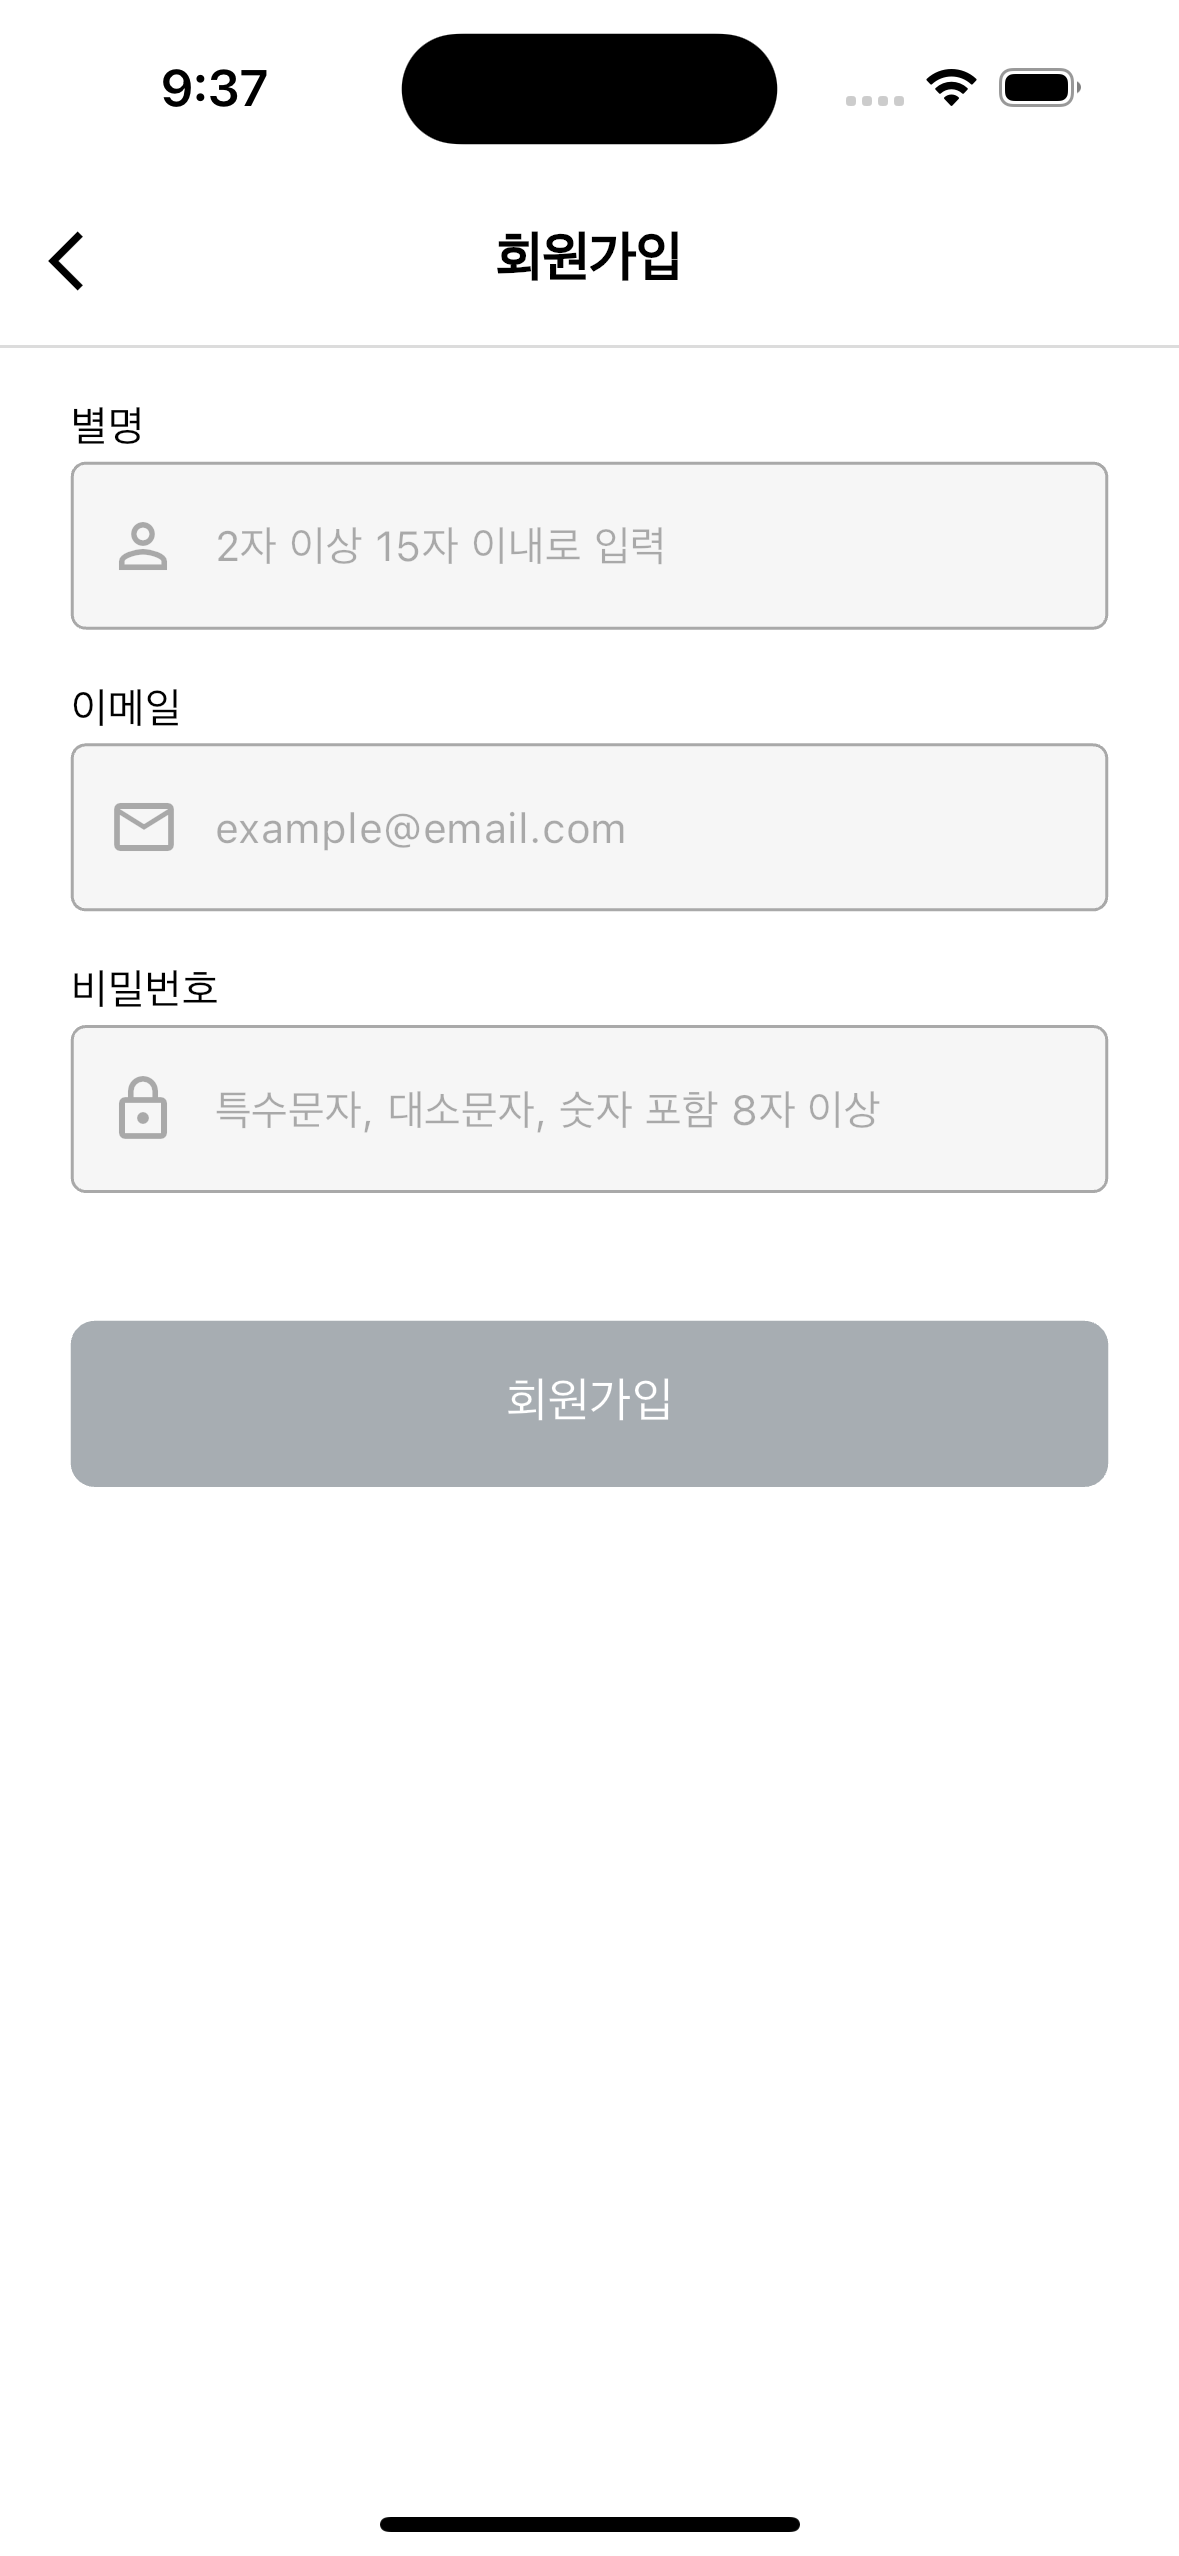 9:37
회원가입
별명
2자 이상 15자 이내로 입력
이메일
example@email.com
비밀번호
특수문자, 대소문자, 숫자 포함 8자 이상
회원가입